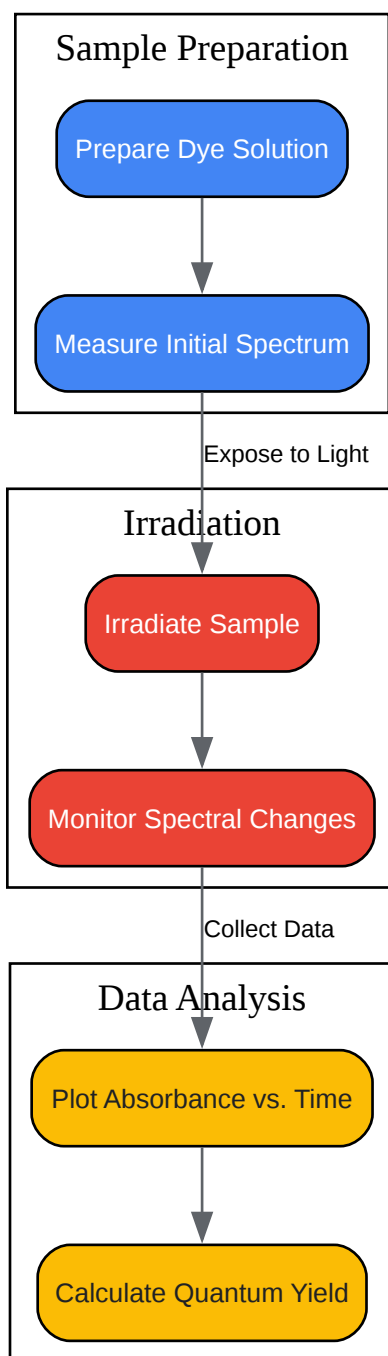 Sample Preparation
Prepare Dye Solution
Measure Initial Spectrum
Expose to Light
Irradiation
Irradiate Sample
Monitor Spectral Changes
Collect Data
Data Analysis
Plot Absorbance vs. Time
Calculate Quantum Yield